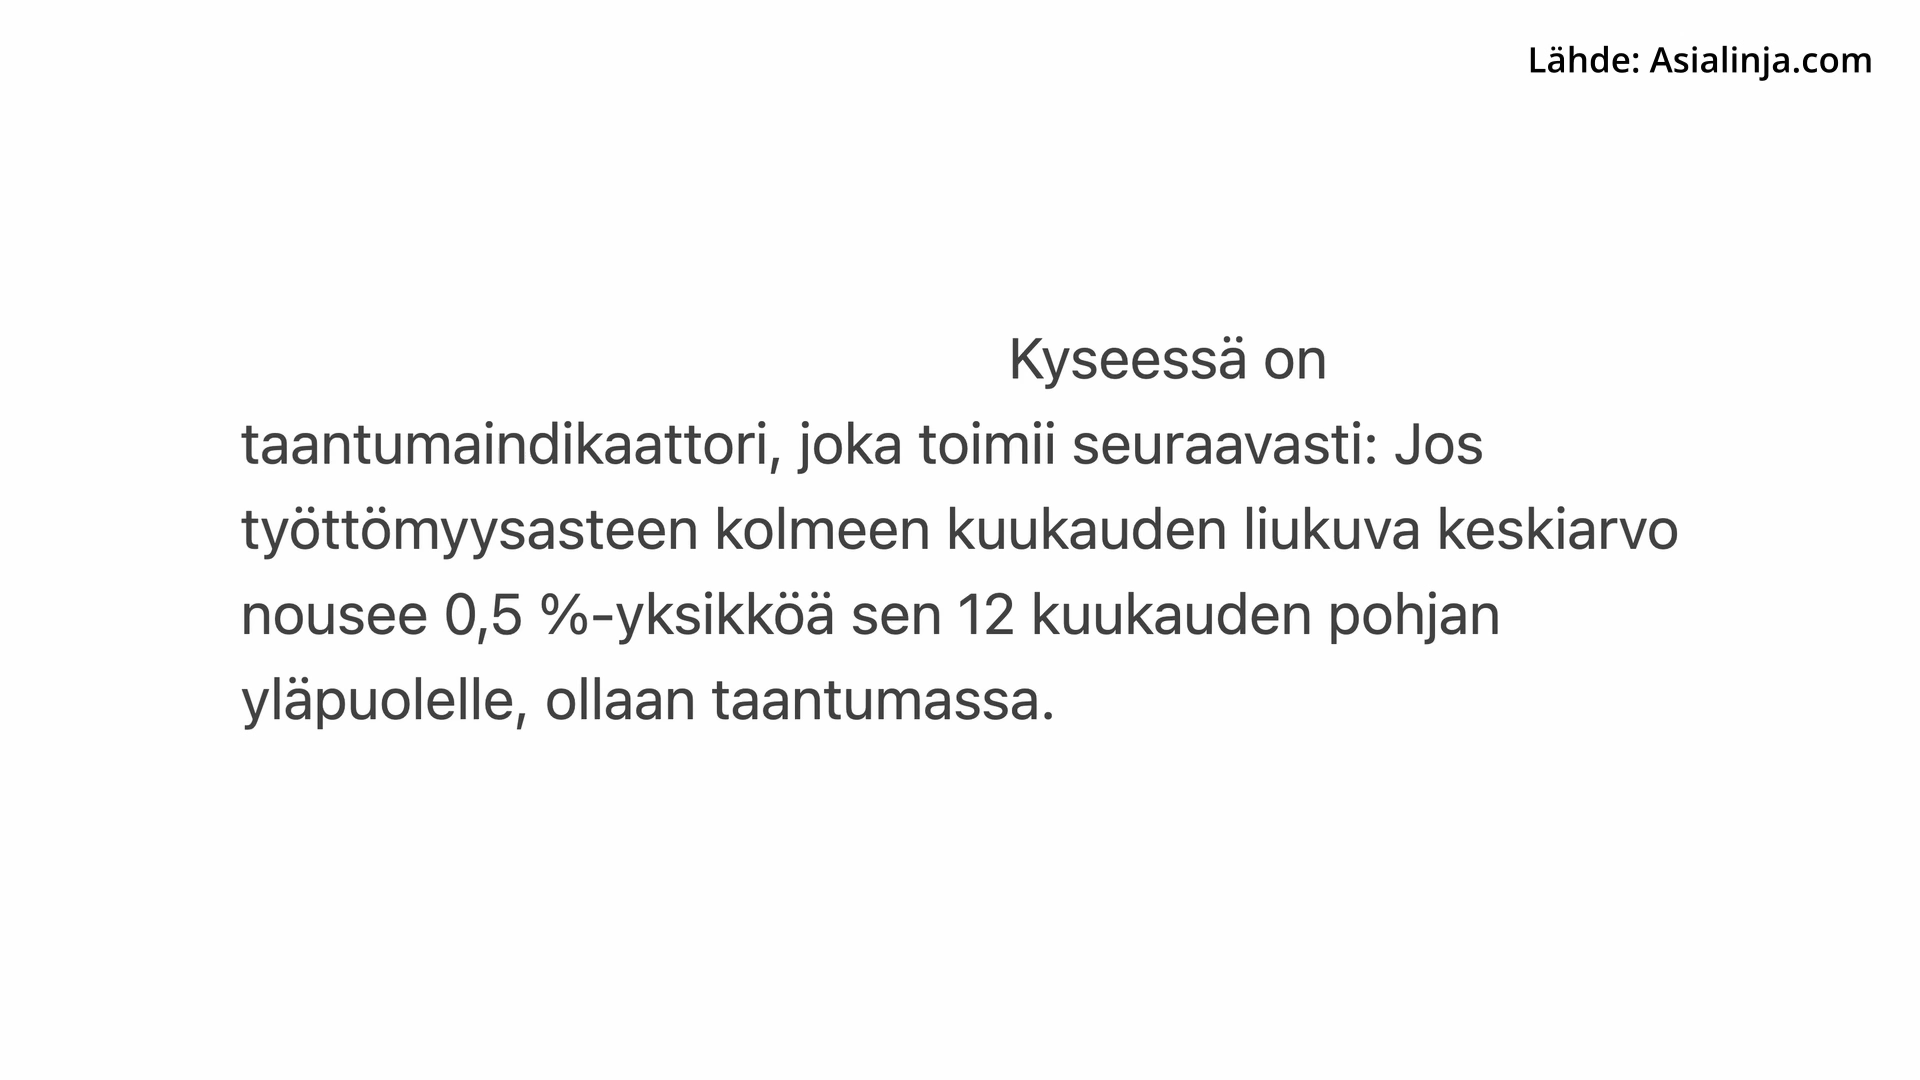 Lähde: Asialinja.com
Kyseessä on
taantumaindikaattori, joka toimii seuraavasti: Jos
työttömyysasteen kolmeen kuukauden liukuva keskiarvo
nousee 0,5 %-yksikköä sen 12 kuukauden pohjan
yläpuolelle, ollaan taantumassa.